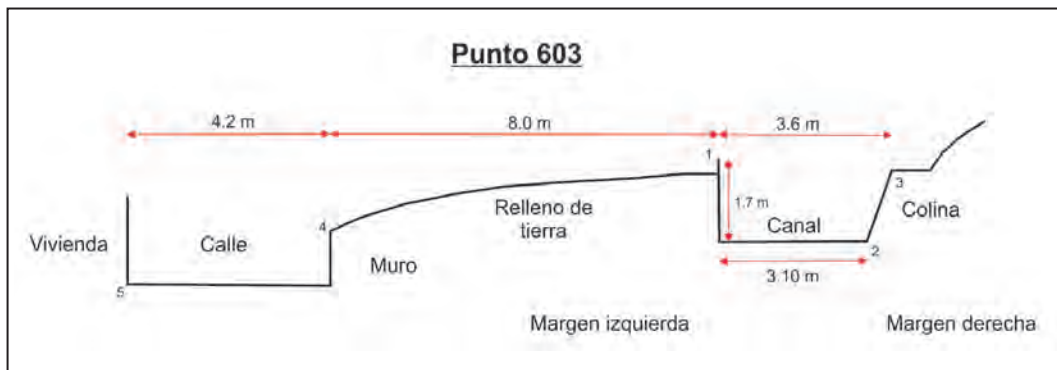 Punto 603
4.2 m
8.0 m
3.6 m
1
1.7 m
3
Relleno de
tierra
Canal
Colina
4
Vivienda
Calle
Muro
2
3.10 m
5
Margen izquierda
Margen derecha